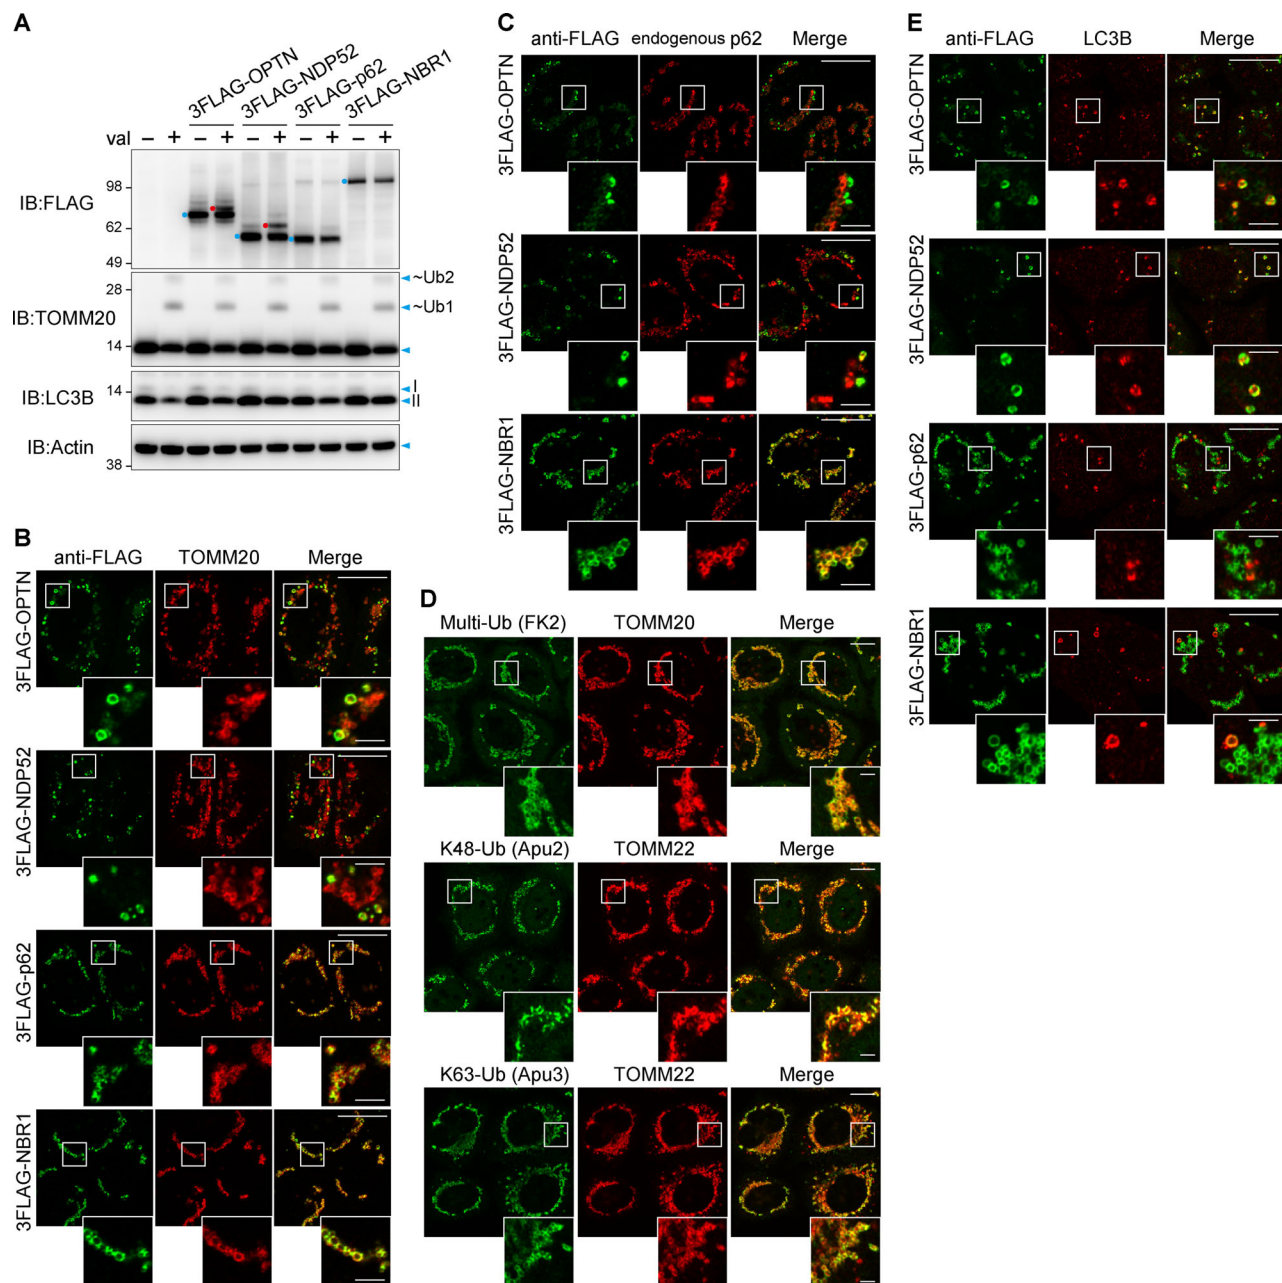 A
3FLAG-OPTN
3FLAG-NDP52
3FLAG-p62
3FLAG-NBR1
val – + – + – + – + – +
IB:FLAG
98
62
49
IB:TOMM20
28
14
~Ub2
~Ub1
IB:LC3B
14
I
II
IB:Actin
38
B
anti-FLAG TOMM20 Merge
3FLAG-OPTN
3FLAG-NDP52
3FLAG-p62
3FLAG-NBR1
C
anti-FLAG endogenous p62 Merge
3FLAG-OPTN
3FLAG-NDP52
3FLAG-NBR1
D
Multi-Ub (FK2) TOMM20 Merge
K48-Ub (Apu2) TOMM22 Merge
K63-Ub (Apu3) TOMM22 Merge
E
anti-FLAG LC3B Merge
3FLAG-OPTN
3FLAG-NDP52
3FLAG-p62
3FLAG-NBR1